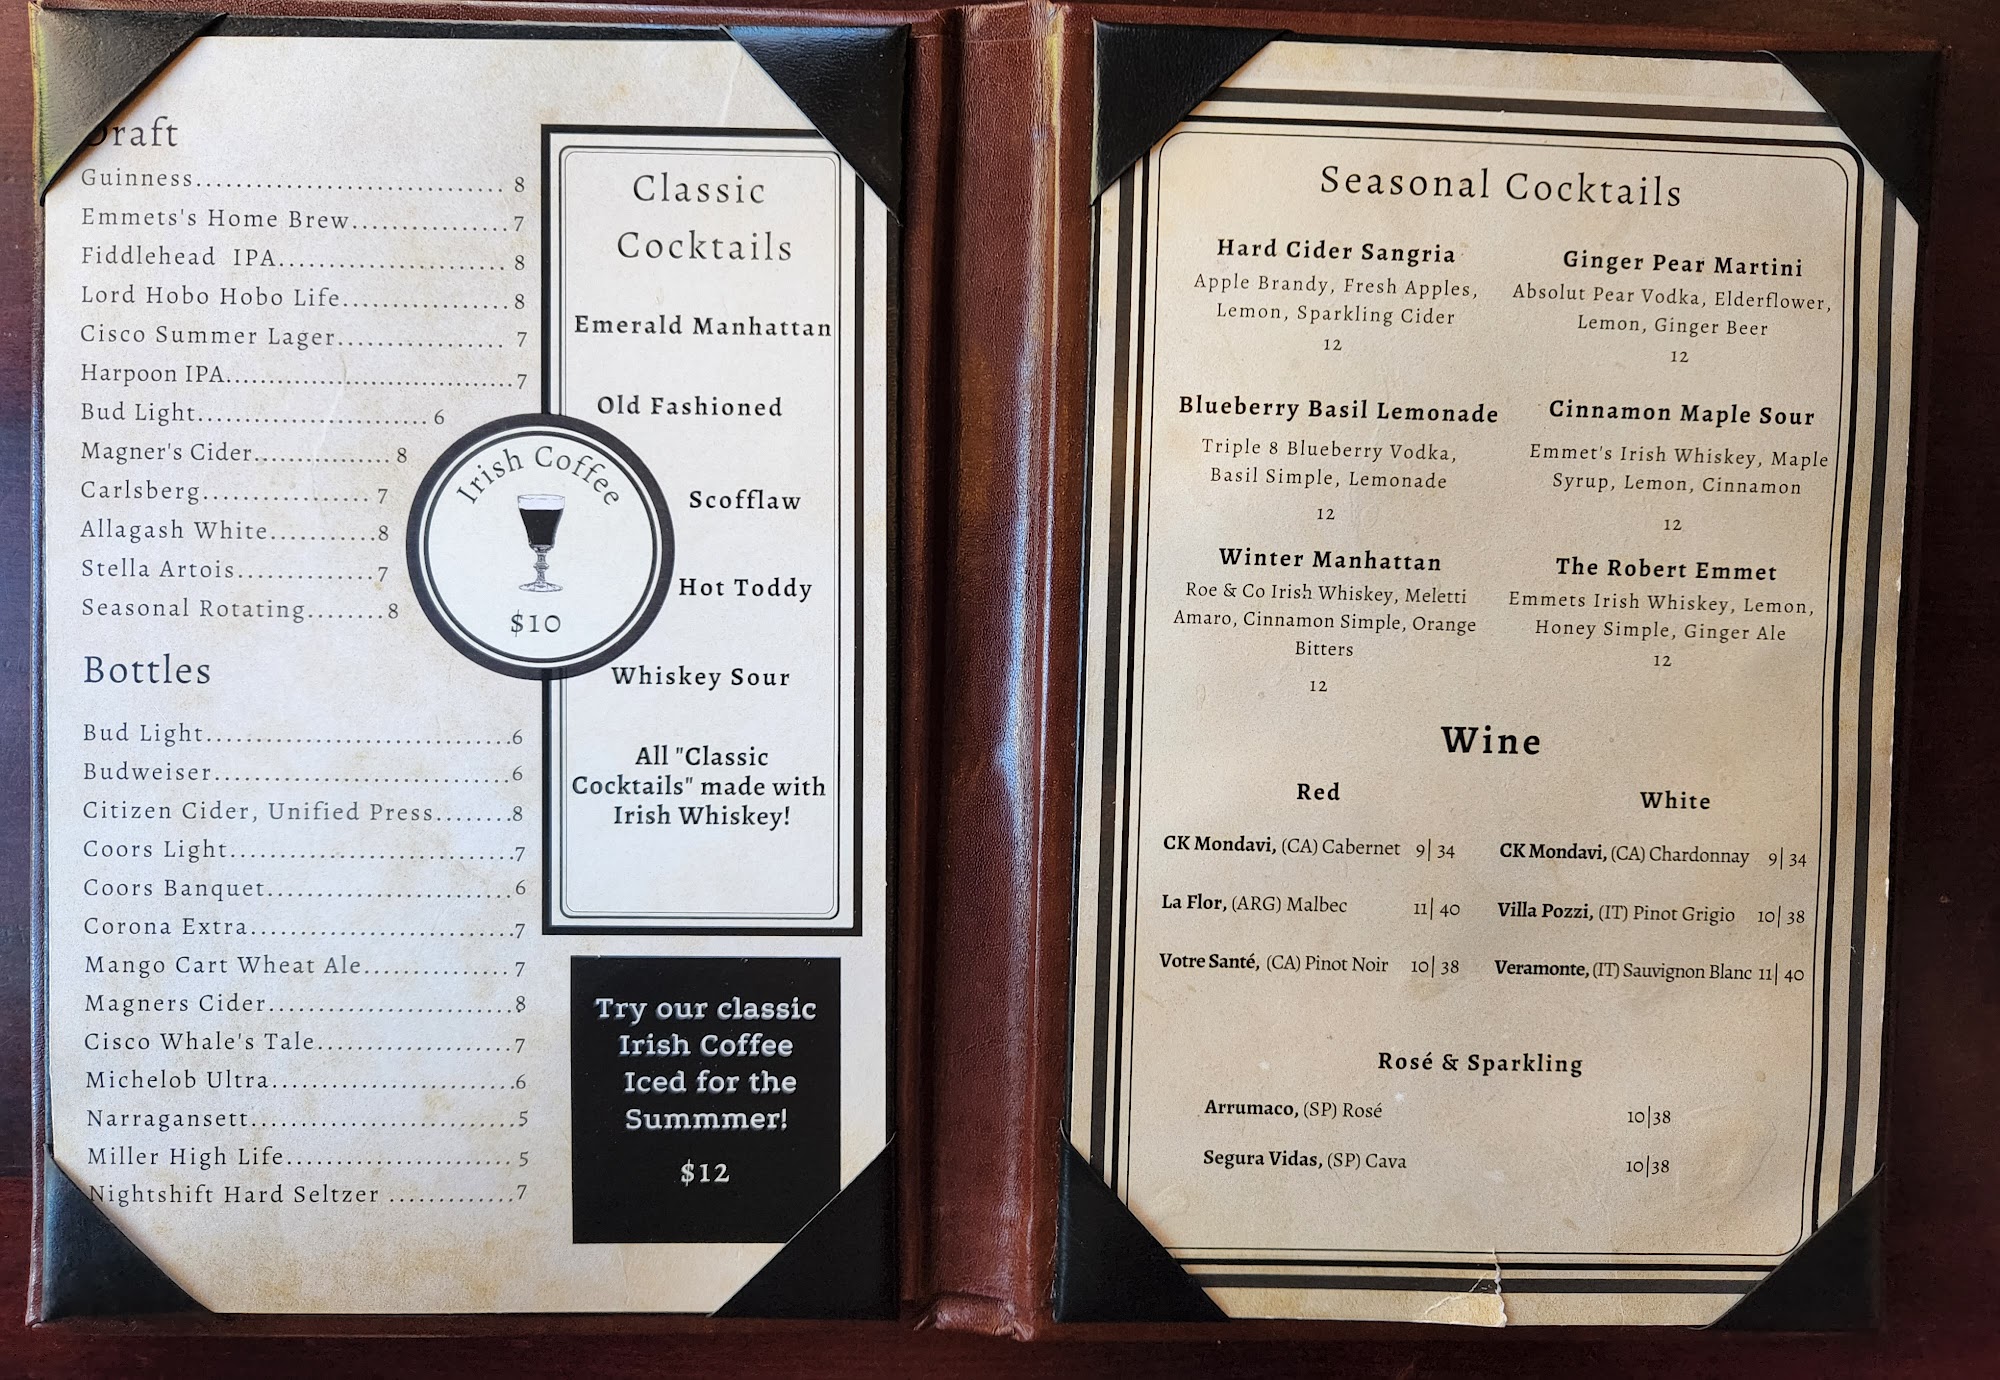 Draft
Guinness.............................. 8
Emmets's Home Brew................7
Fiddlehead IPA....................... 8
Lord Hobo Hobo Life................8
Cisco Summer Lager................. 7
Harpoon IPA.............................7
Bud Light....................... 6
Magner's Cider................ 8
Carlsberg................. 7
Allagash White...........8
Stella Artois..............7
Seasonal Rotating........8
Bottles
Bud Light...............................6
Budweiser..............................6
Citizen Cider, Unified Press........8
Coors Light............................7
Coors Banquet.........................6
Corona Extra...........................7
Mango Cart Wheat Ale...............7
Magners Cider.........................8
Cisco Whale's Tale....................7
Michelob Ultra.........................6
Narragansett...........................5
Miller High Life....................... 5
Nightshift Hard Seltzer .............7
Irish Coffee
$10
Classic
Cocktails
Emerald Manhattan
Old Fashioned
Scofflaw
Hot Toddy
Whiskey Sour
All "Classic
Cocktails" made with
Irish Whiskey!
Try our classic
Irish Coffee
Iced for the
Summmer!
$12
Seasonal Cocktails
Hard Cider Sangria
Apple Brandy, Fresh Apples,
Lemon, Sparkling Cider
12
Ginger Pear Martini
Absolut Pear Vodka, Elderflower,
Lemon, Ginger Beer
12
Blueberry Basil Lemonade
Triple 8 Blueberry Vodka,
Basil Simple, Lemonade
12
Cinnamon Maple Sour
Emmet's Irish Whiskey, Maple
Syrup, Lemon, Cinnamon
12
Winter Manhattan
Roe & Co Irish Whiskey, Meletti
Amaro, Cinnamon Simple, Orange
Bitters
12
The Robert Emmet
Emmets Irish Whiskey, Lemon,
Honey Simple, Ginger Ale
12
Wine
Red
CK Mondavi, (CA) Cabernet 9| 34
La Flor, (ARG) Malbec 11| 40
Votre Santé, (CA) Pinot Noir 10| 38
White
CK Mondavi, (CA) Chardonnay 9| 34
Villa Pozzi, (IT) Pinot Grigio 10| 38
Veramonte, (IT) Sauvignon Blanc 11| 40
Rosé & Sparkling
Arrumaco, (SP) Rosé 10|38
Segura Vidas, (SP) Cava 10|38